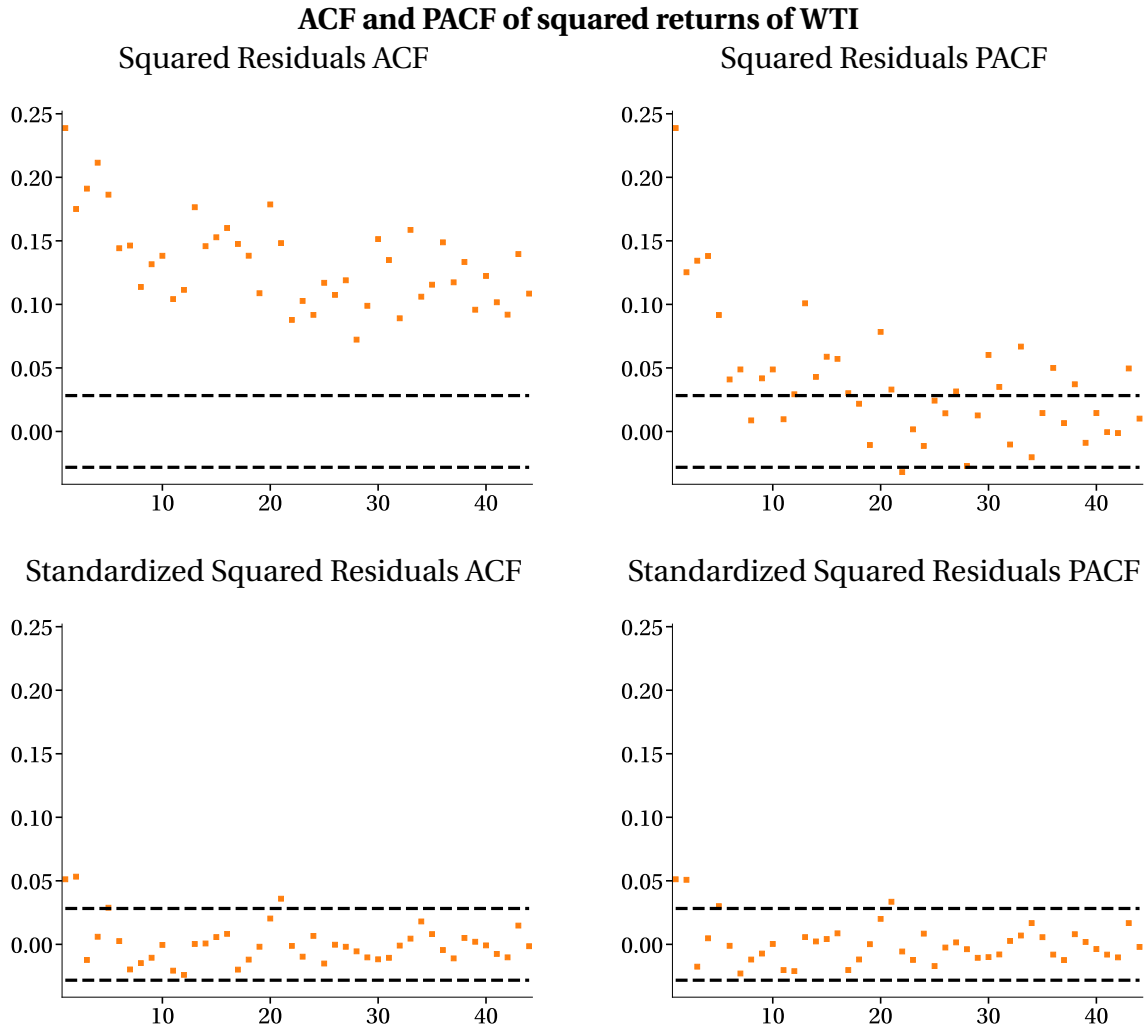 ACF and PACF of squared returns of WTI
Squared Residuals ACF
0.25
0.20
0.15
0.10
0.05
0.00
10 20 30 40
Squared Residuals PACF
0.25
0.20
0.15
0.10
0.05
0.00
10 20 30 40
Standardized Squared Residuals ACF
0.25
0.20
0.15
0.10
0.05
0.00
10 20 30 40
Standardized Squared Residuals PACF
0.25
0.20
0.15
0.10
0.05
0.00
10 20 30 40